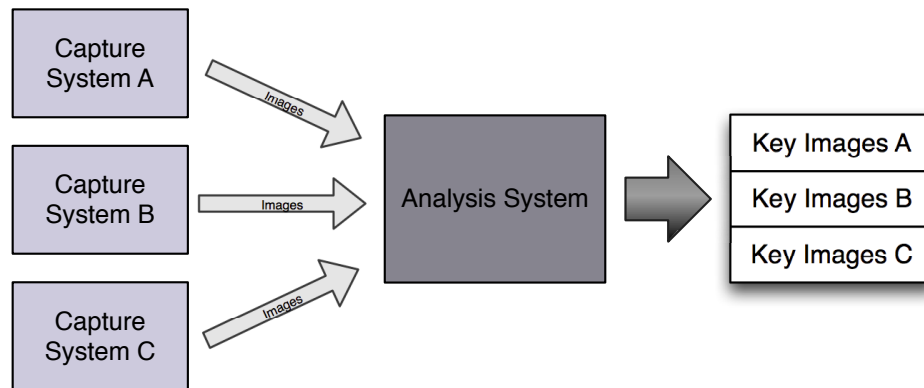 Capture
System A
Images
Capture
System B
Images
Capture
System C
Images
Analysis System
Key Images A
Key Images B
Key Images C